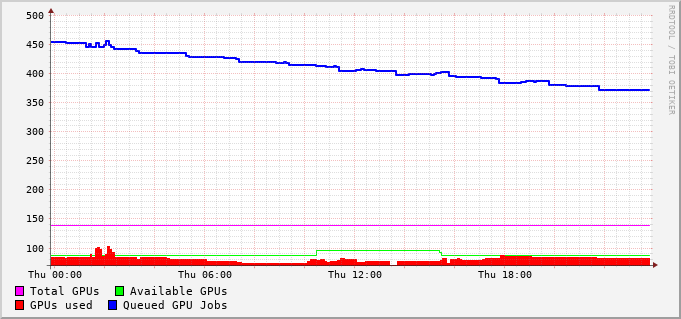 500
450
400
350
300
250
200
150
100
Thu 00:00 Thu 06:00 Thu 12:00 Thu 18:00
Total GPUs Available GPUs
GPUs used Queued GPU Jobs
RRDTOOL / TOBI OETIKER